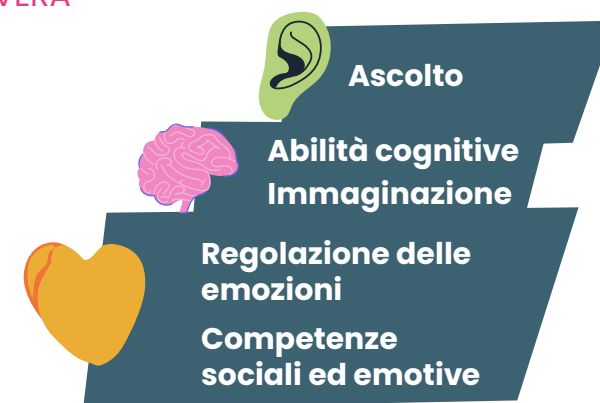 Ascolto
Abilità cognitive
Immaginazione
Regolazione delle
emozioni
Competenze
sociali ed emotive